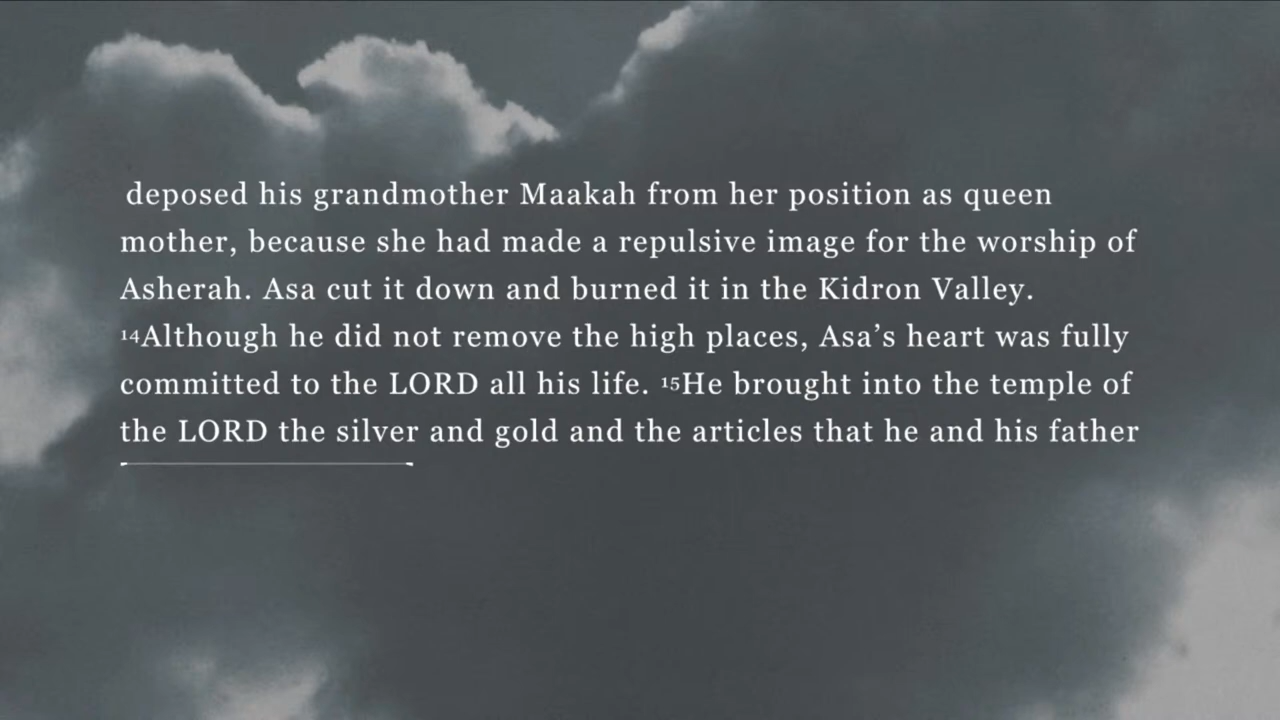 deposed his grandmother Maakah from her position as queen
mother, because she had made a repulsive image for the worship of
Asherah. Asa cut it down and burned it in the Kidron Valley.
¹⁴Although he did not remove the high places, Asa’s heart was fully
committed to the LORD all his life. ¹⁵He brought into the temple of
the LORD the silver and gold and the articles that he and his father